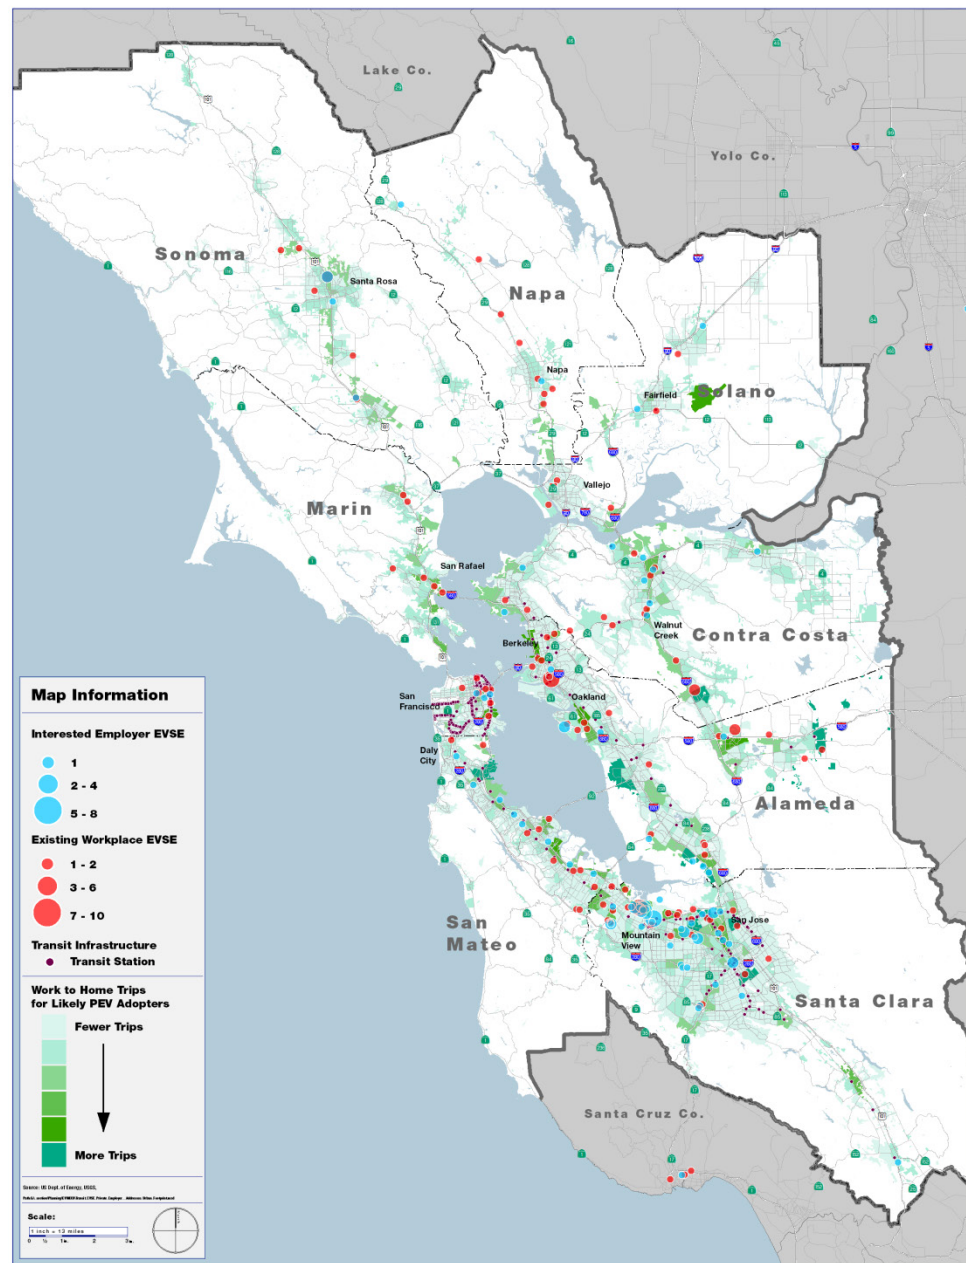 Lake Co.
Yolo Co.
Sonoma
Santa Rosa
Napa
Napa
Fairfield
Solano
Vallejo
Marin
San Rafael
Berkeley
Walnut
Creek
Contra Costa
San
Francisco
Oakland
Daly
City
Alameda
San
Mateo
Mountain
View
San Jose
Santa Clara
Santa Cruz Co.
Map Information
Interested Employer EVSE
1
2 - 4
5 - 8
Existing Workplace EVSE
1 - 2
3 - 6
7 - 10
Transit Infrastructure
Transit Station
Work to Home Trips
for Likely PEV Adopters
Fewer Trips
More Trips
Source: US Dept. of Energy, USGS,
Scale:
1 inch = 13 miles